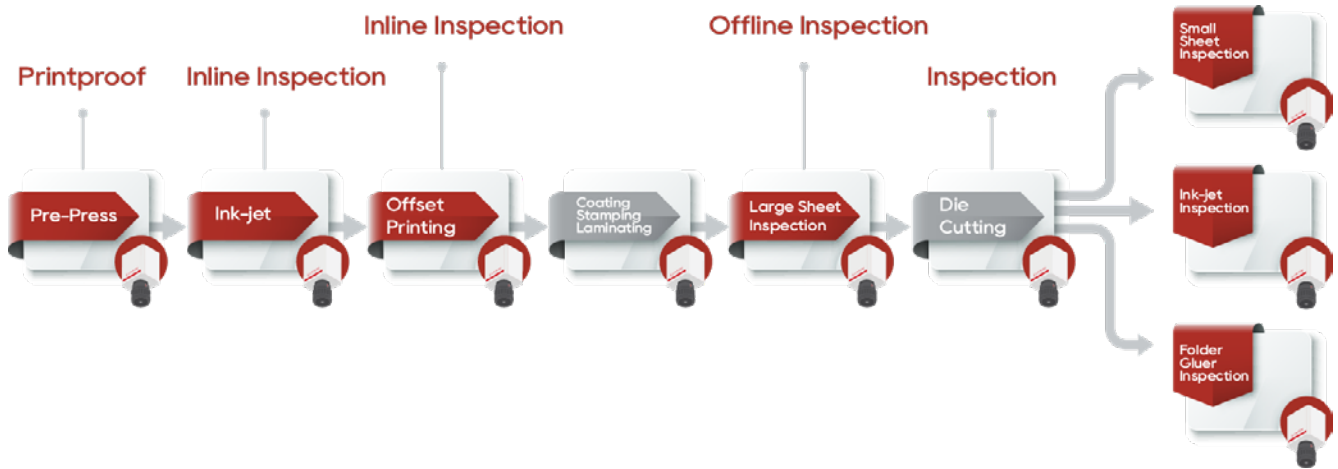 Inline Inspection
Offline Inspection
Printproof
Inline Inspection
Inspection
Pre-Press
Ink-jet
Offset
Printing
Coating
Stamping
Laminating
Large Sheet
Inspection
Die
Cutting
Small
Sheet
Inspection
Ink-jet
Inspection
Folder
Gluer
Inspection